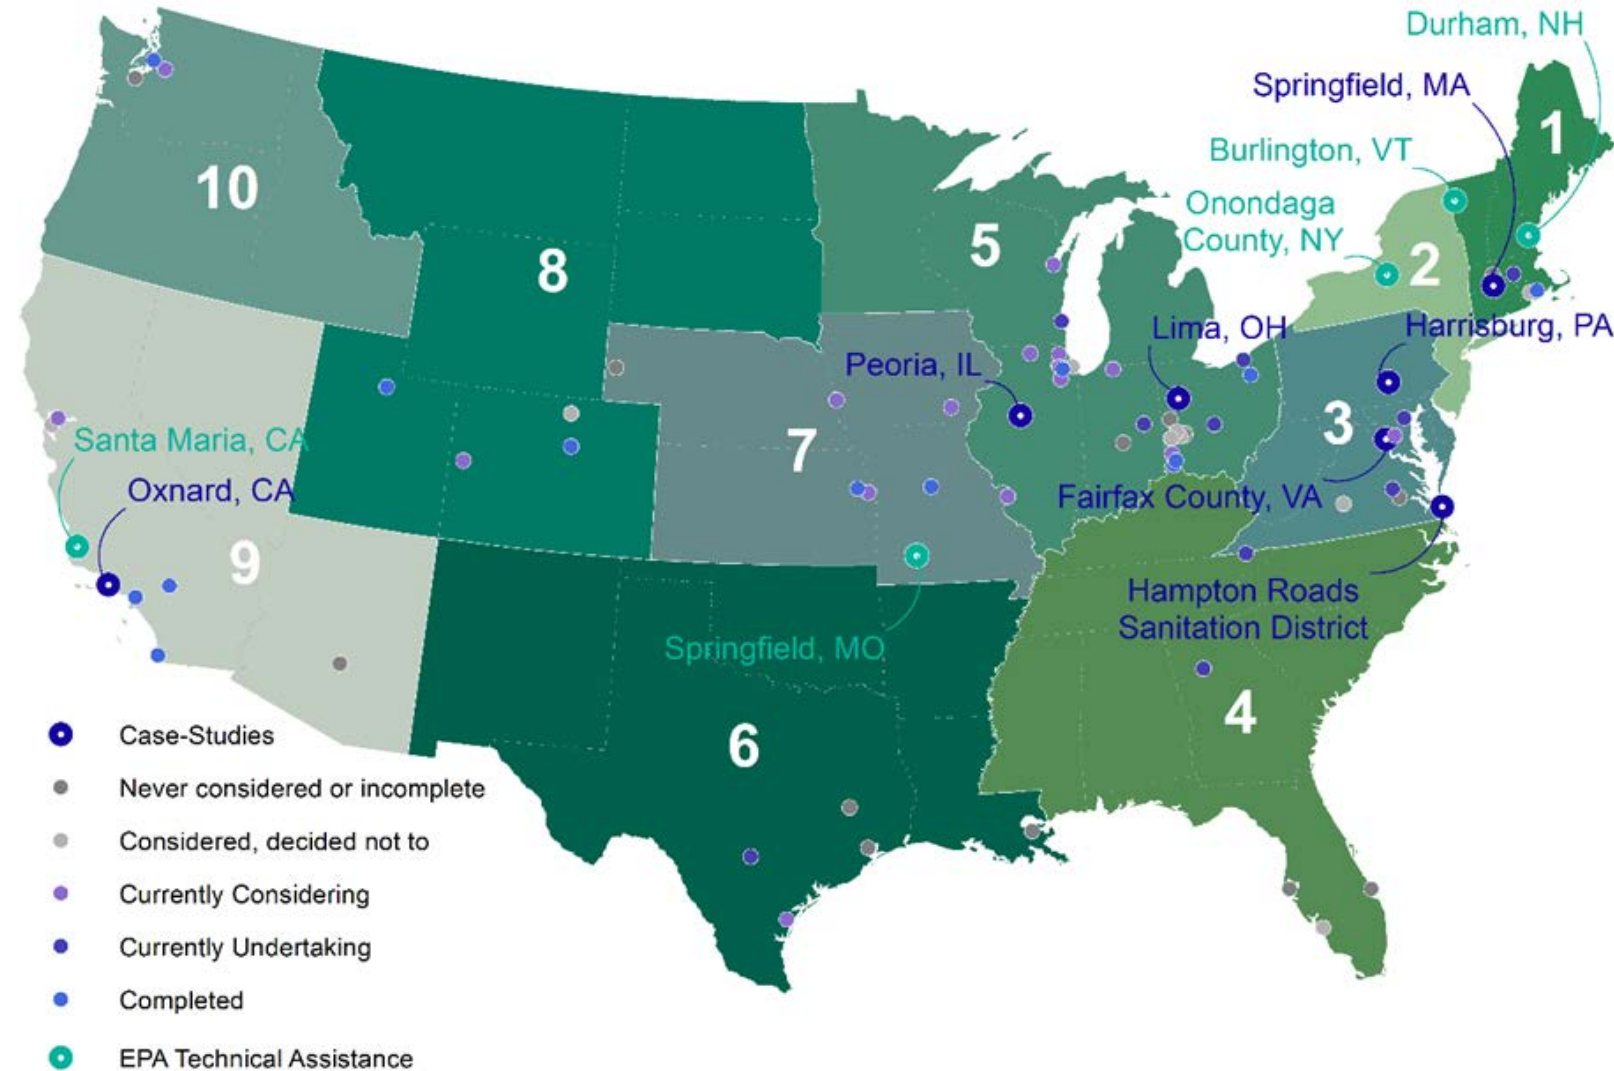 Durham, NH
Springfield, MA
1
Burlington, VT
10
Onondaga
County, NY
5
2
8
Lima, OH
Harrisburg, PA
Peoria, IL
3
7
Santa Maria, CA
Oxnard, CA
Fairfax County, VA
9
Hampton Roads
Sanitation District
Springfield, MO
4
6
Case-Studies
Never considered or incomplete
Considered, decided not to
Currently Considering
Currently Undertaking
Completed
EPA Technical Assistance